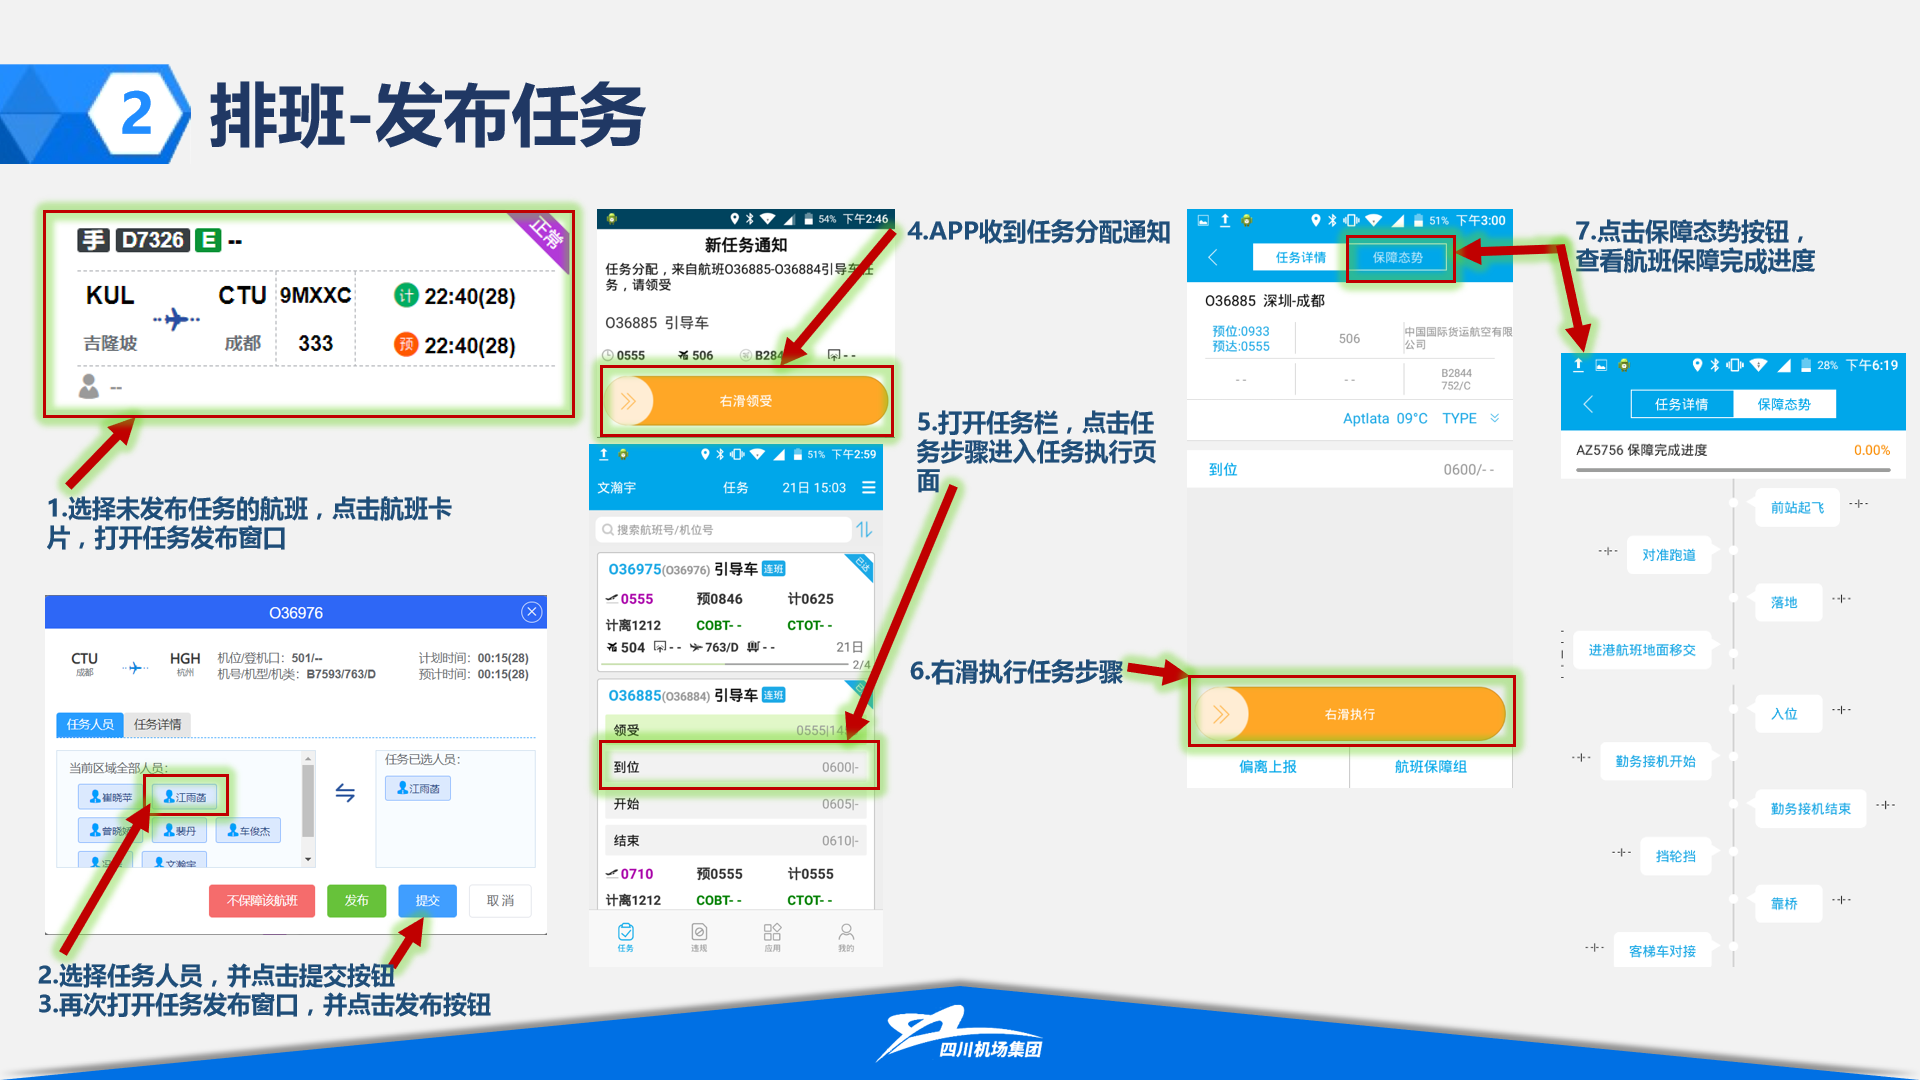 2
排班-发布任务
手 D7326 E --
正常
KUL CTU 9MXXC 计 22:40(28)
吉隆坡 成都 333 预 22:40(28)
--
1.选择未发布任务的航班，点击航班卡
片，打开任务发布窗口
O36976
CTU HGH 机位/登机口：501/-- 计划时间：00:15(28)
成都 杭州 机号/机型/机类：B7593/763/D 预计时间：00:15(28)
任务人员 任务详情
当前区域全部人员：
任务已选人员：
崔晓苹 江雨菡
江雨菡
曾晓 裴丹 车俊杰
文瀚宇
不保障该航班 发布 提交 取 消
2.选择任务人员，并点击提交按钮
3.再次打开任务发布窗口，并点击发布按钮
54% 下午2:46
新任务通知
任务分配，来自航班O36885-O36884引导车任
务，请领受
O36885 引导车
0555 506 B284 --
右滑领受
4.APP收到任务分配通知
51% 下午2:59
文瀚宇 任务 21日 15:03
搜索航班号/机位号
O36975(O36976) 引导车 连班
已达
0555 预0846 计0625
计离1212 COBT- - CTOT- -
504 -- 763/D --
21日
2/4
O36885(O36884) 引导车 连班
领受 0555|14
到位 0600|-
开始 0605|-
结束 0610|-
0710 预0555 计0555
计离1212 COBT- - CTOT- -
任务 违规 应用 我的
5.打开任务栏，点击任
务步骤进入任务执行页
面
51% 下午3:00
任务详情 保障态势
O36885 深圳-成都
预位:0933
预达:0555
506
中国国际货运航空有限
公司
-- --
B2844
752/C
Aptlata 09°C TYPE
到位 0600/- -
6.右滑执行任务步骤
右滑执行
偏离上报 航班保障组
7.点击保障态势按钮，
查看航班保障完成进度
28% 下午6:19
任务详情 保障态势
AZ5756 保障完成进度 0.00%
前站起飞 -+-
-+- 对准跑道
落地 -+-
进港航班地面移交
入位 -+-
-+- 勤务接机开始
勤务接机结束 -+-
-+- 挡轮挡
靠桥 -+-
-+- 客梯车对接
四川机场集团